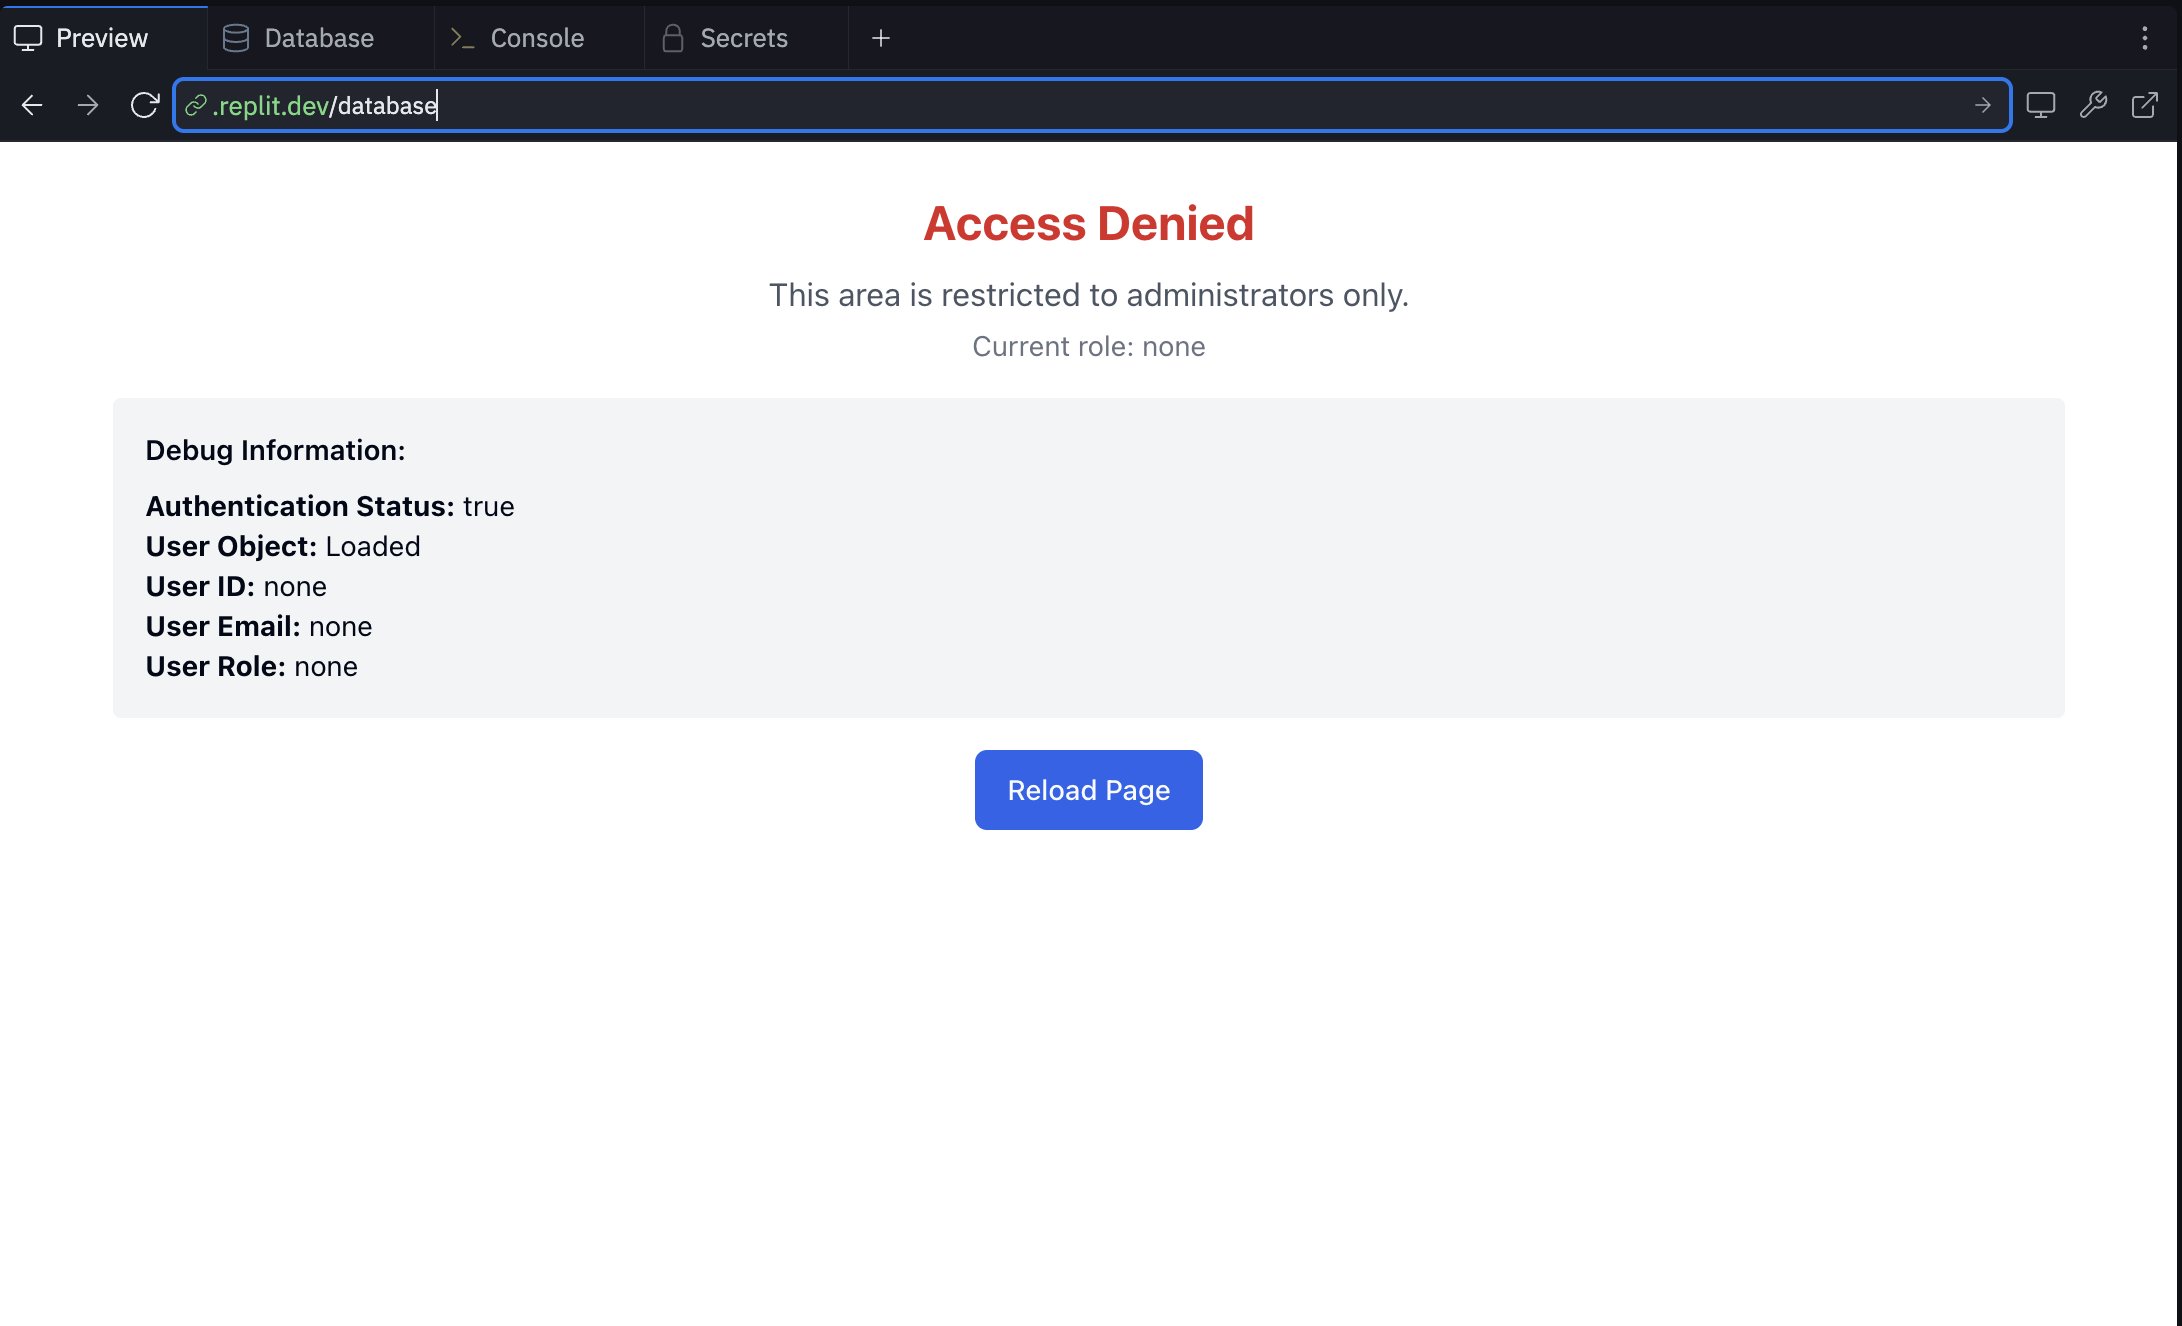 Preview Database Console Secrets
.replit.dev/database
Access Denied
This area is restricted to administrators only.
Current role: none
Debug Information:
Authentication Status: true
User Object: Loaded
User ID: none
User Email: none
User Role: none
Reload Page